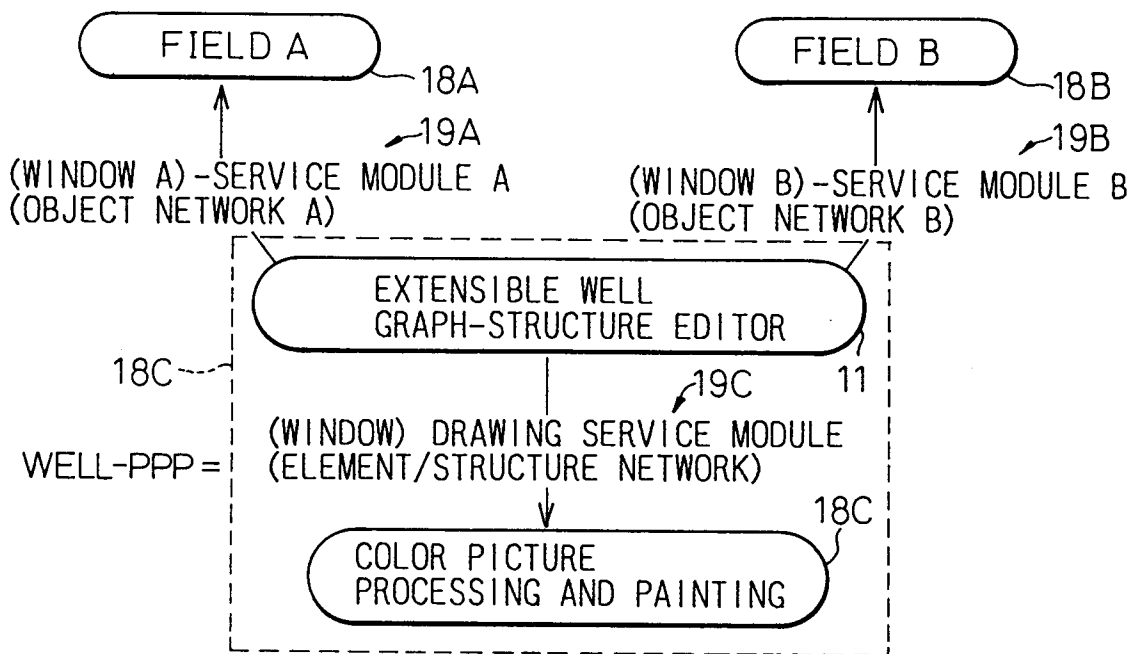 FIELD A
FIELD B
18A
18B
19A
19B
(WINDOW A)-SERVICE MODULE A
(OBJECT NETWORK A)
(WINDOW B)-SERVICE MODULE B
(OBJECT NETWORK B)
EXTENSIBLE WELL
GRAPH-STRUCTURE EDITOR
18C
11
19C
(WINDOW) DRAWING SERVICE MODULE
WELL-PPP = (ELEMENT/STRUCTURE NETWORK)
18C
COLOR PICTURE
PROCESSING AND PAINTING